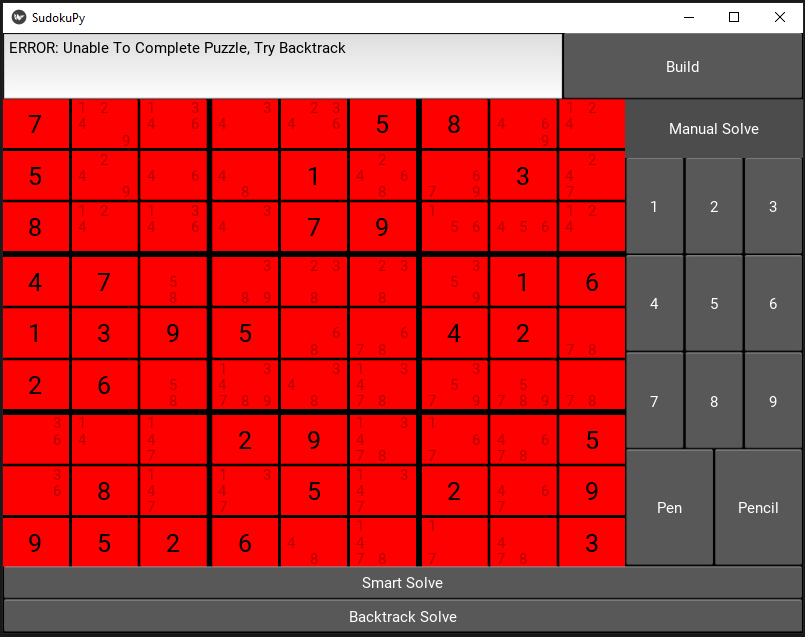 SudokuPy
ERROR: Unable To Complete Puzzle, Try Backtrack
Build
7 1 2 4 9 1 3 4 6 3 4 2 3 4 6 5 8 4 6 9 1 2 4
5 2 4 9 4 6 4 8 1 2 4 6 8 6 7 9 3 2 4 7
8 1 2 4 1 3 4 6 3 4 7 9 1 5 6 4 5 6 1 2 4
4 7 5 8 3 8 9 2 3 8 2 3 8 3 5 9 1 6
1 3 9 5 6 8 6 7 8 4 2 7 8
2 6 5 8 1 3 4 7 8 9 3 4 8 1 3 4 7 8 3 5 7 9 5 7 8 9 7 8
3 6 1 4 1 4 7 2 9 1 3 4 7 8 1 6 7 4 6 7 8 5
3 6 8 1 4 7 1 3 4 7 5 1 3 4 7 2 4 6 7 9
9 5 2 6 4 8 1 4 7 8 1 7 4 7 8 3
Manual Solve
1 2 3
4 5 6
7 8 9
Pen Pencil
Smart Solve
Backtrack Solve